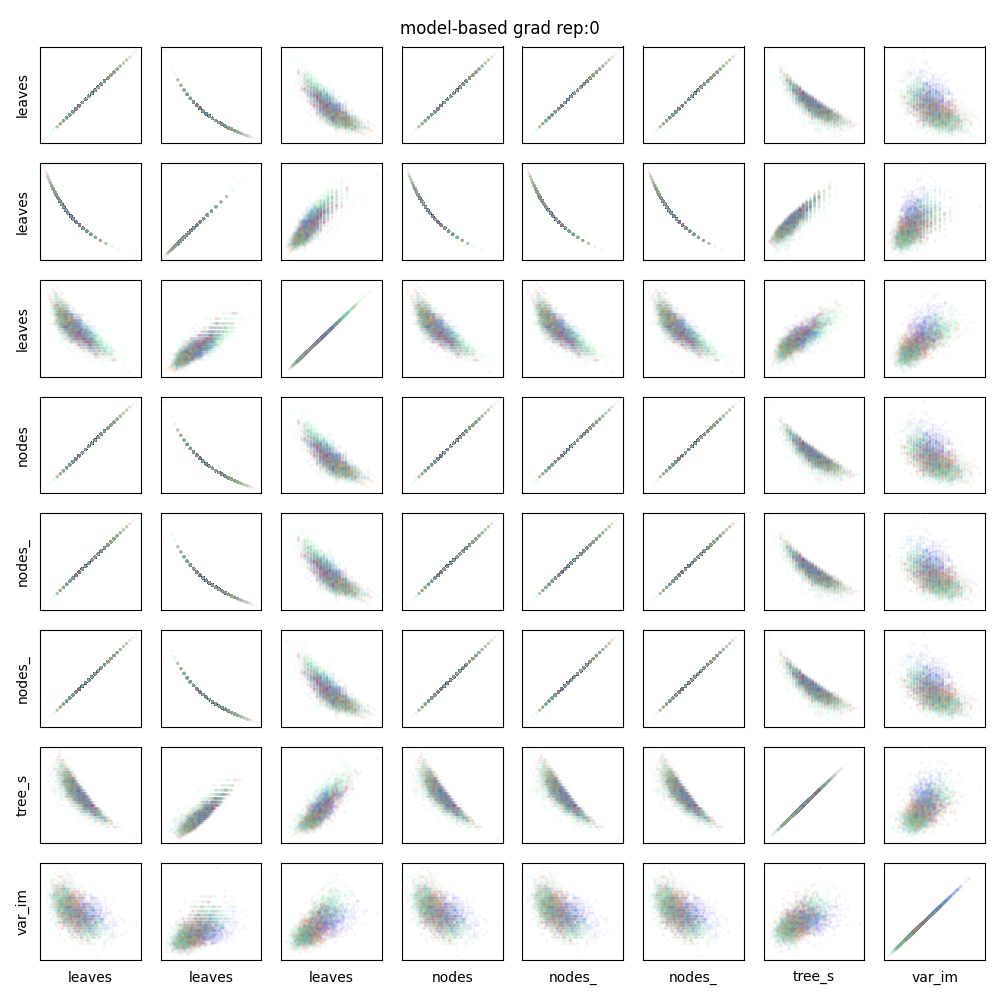 model-based grad rep:0
leaves
leaves
leaves
nodes
nodes_
nodes_
tree_s
var_im
leaves leaves leaves nodes nodes_ nodes_ tree_s var_im